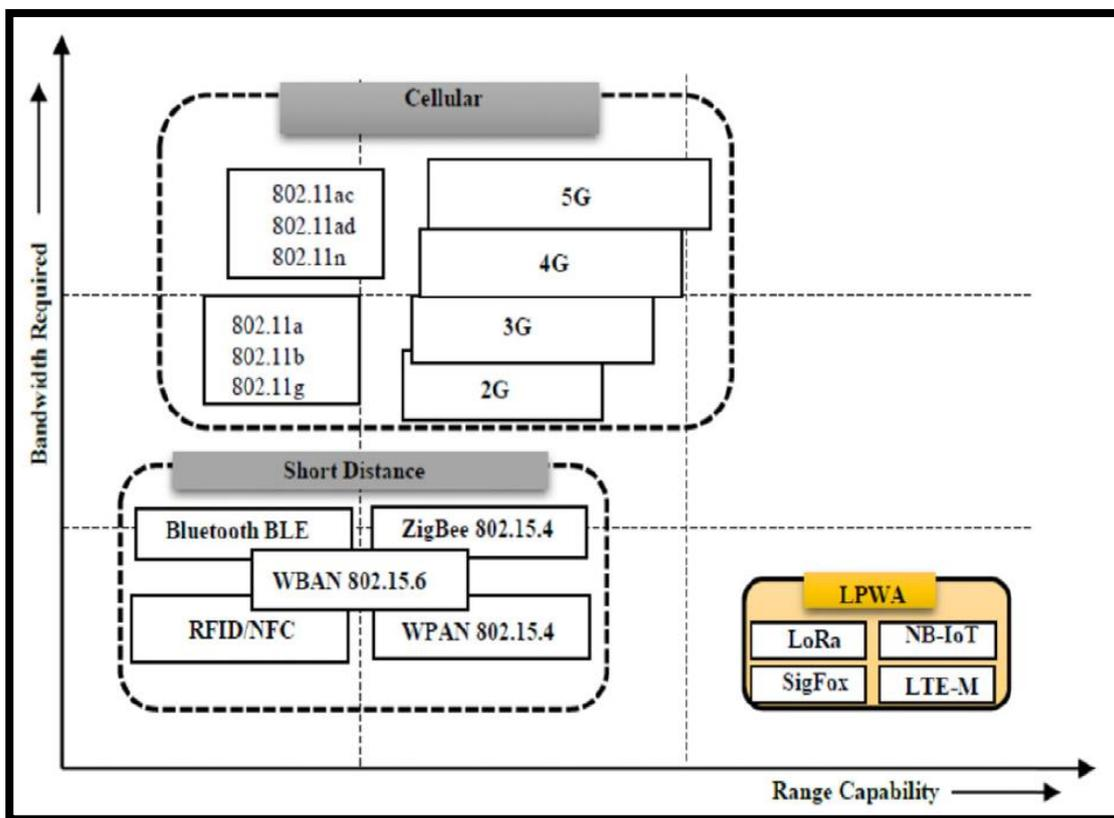 Cellular
802.11ac
802.11ad
802.11n
5G
4G
802.11a
802.11b
802.11g
3G
2G
Bandwidth Required
Short Distance
Bluetooth BLE
ZigBee 802.15.4
WBAN 802.15.6
RFID/NFC
WPAN 802.15.4
LPWA
LoRa
NB-IoT
SigFox
LTE-M
Range Capability